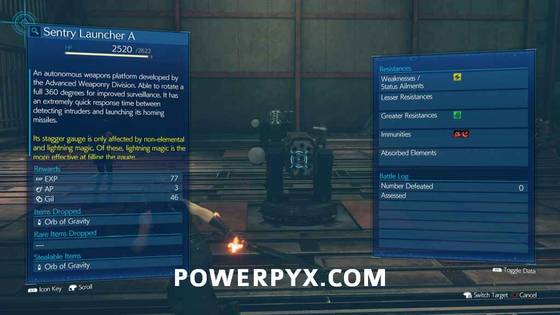 Sentry Launcher A
HP 2520 /2622
An autonomous weapons platform developed by
the Advanced Weaponry Division. Able to rotate a
full 360 degrees for improved surveillance. It has
an extremely quick response time between
detecting intruders and launching its homing
missiles.
Its stagger gauge is only affected by non-elemental
and lightning magic. Of these, lightning magic is the
more effective at filling the gauge.
Rewards
EXP 77
AP 3
Gil 46
Items Dropped
Orb of Gravity
Rare Items Dropped
---
Stealable Items
Orb of Gravity
Icon Key Scroll
Resistances
Weaknesses /
Status Ailments
Lesser Resistances
Greater Resistances
Immunities
Absorbed Elements
Battle Log
Number Defeated 0
Assessed
Toggle Data
Switch Target Cancel
POWERPYX.COM